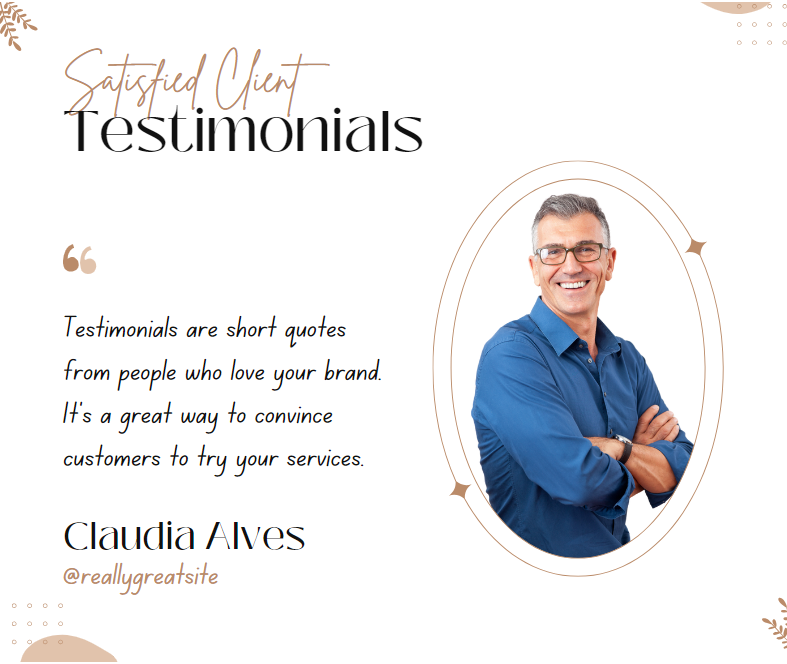 Satisfied Client
Testimonials
Testimonials are short quotes
from people who love your brand.
It's a great way to convince
customers to try your services.
Claudia Alves
@reallygreatsite